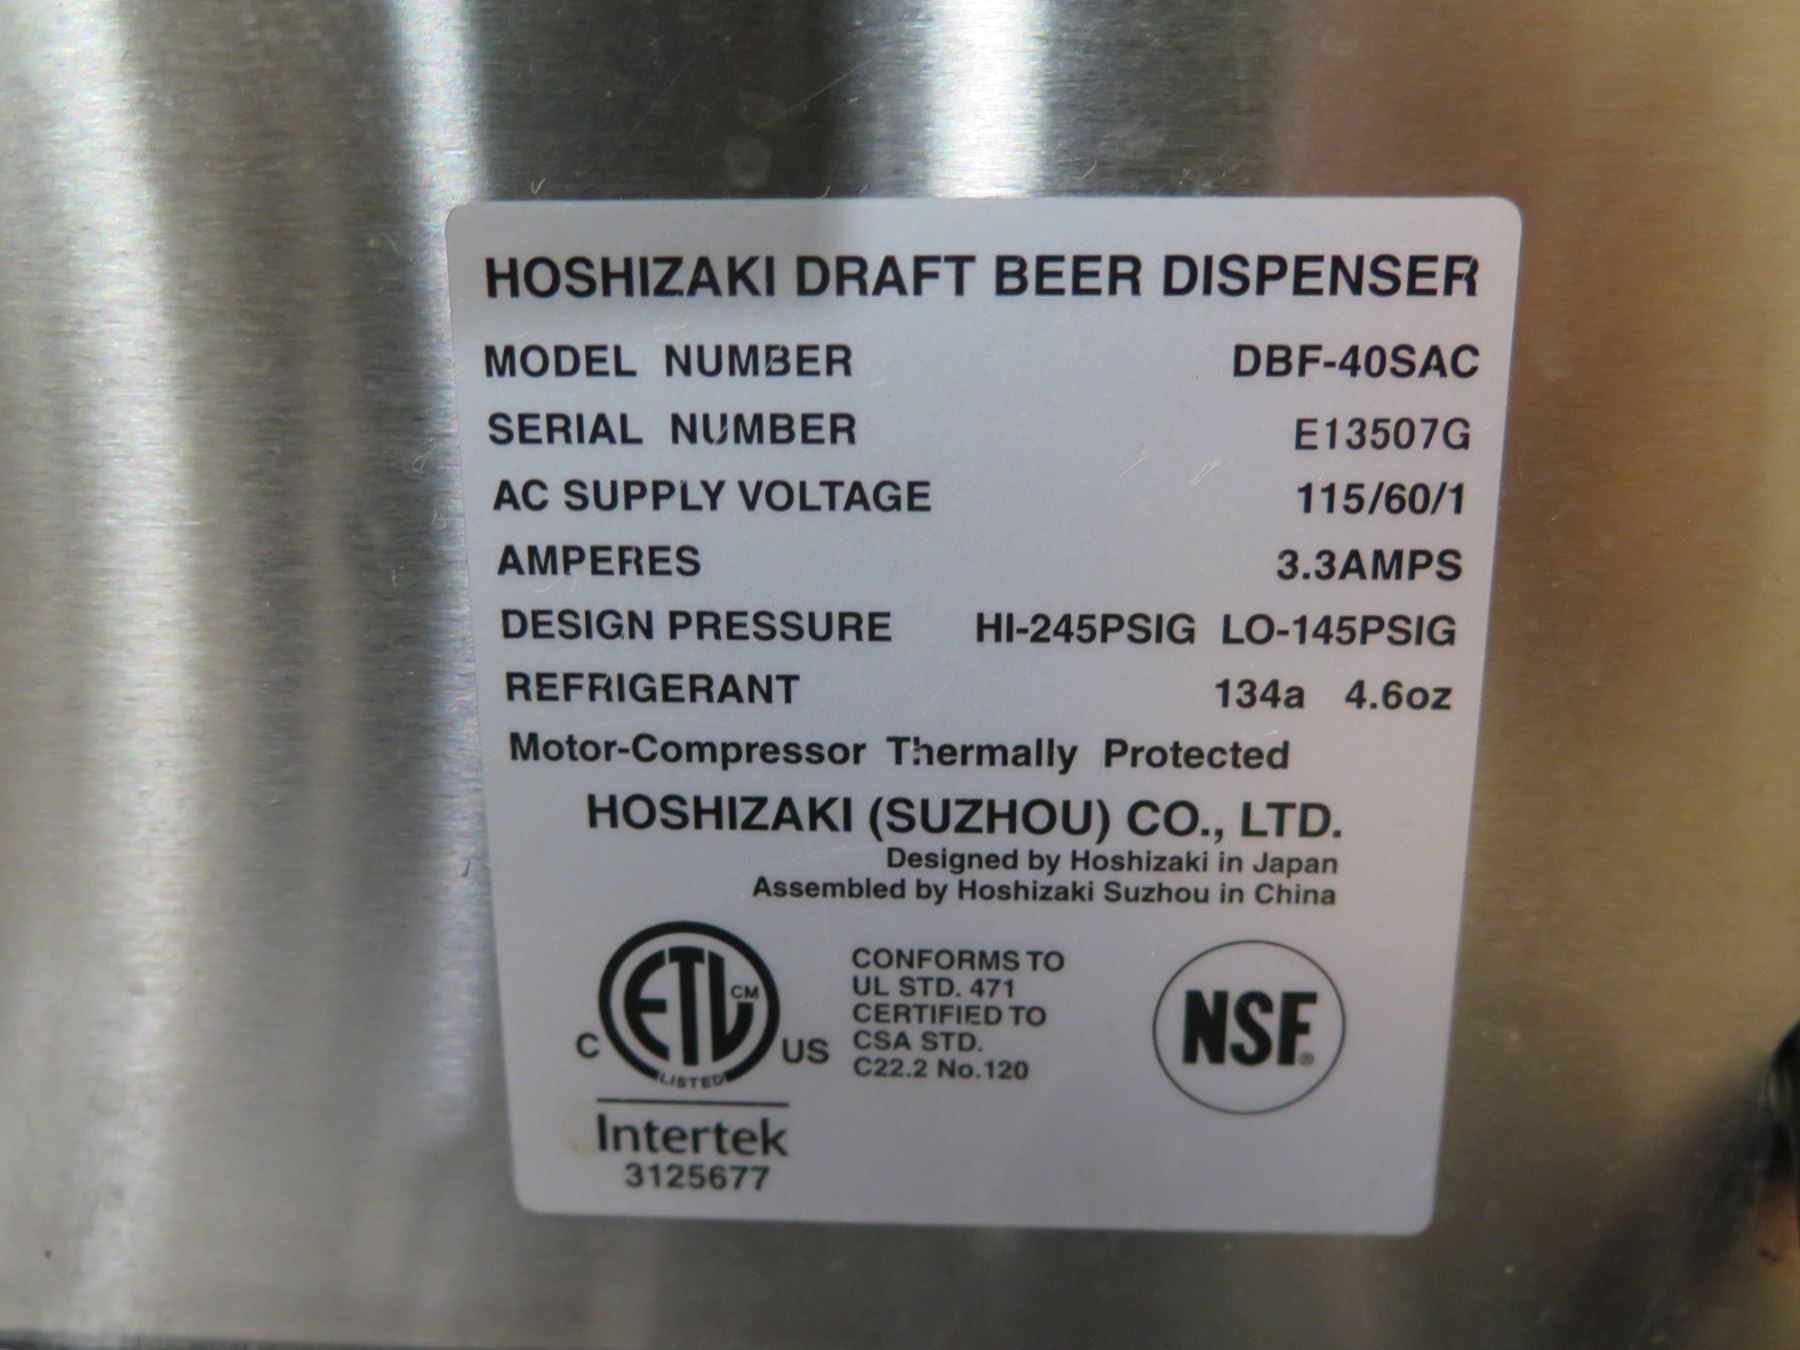 HOSHIZAKI DRAFT BEER DISPENSER
MODEL NUMBER DBF-40SAC
SERIAL NUMBER E13507G
AC SUPPLY VOLTAGE 115/60/1
AMPERES 3.3AMPS
DESIGN PRESSURE HI-245PSIG LO-145PSIG
REFRIGERANT 134a 4.6oz
Motor-Compressor Thermally Protected
HOSHIZAKI (SUZHOU) CO., LTD.
Designed by Hoshizaki in Japan
Assembled by Hoshizaki Suzhou in China
C ETL CM US
LISTED
Intertek
3125677
CONFORMS TO
UL STD. 471
CERTIFIED TO
CSA STD.
C22.2 No.120
NSF®